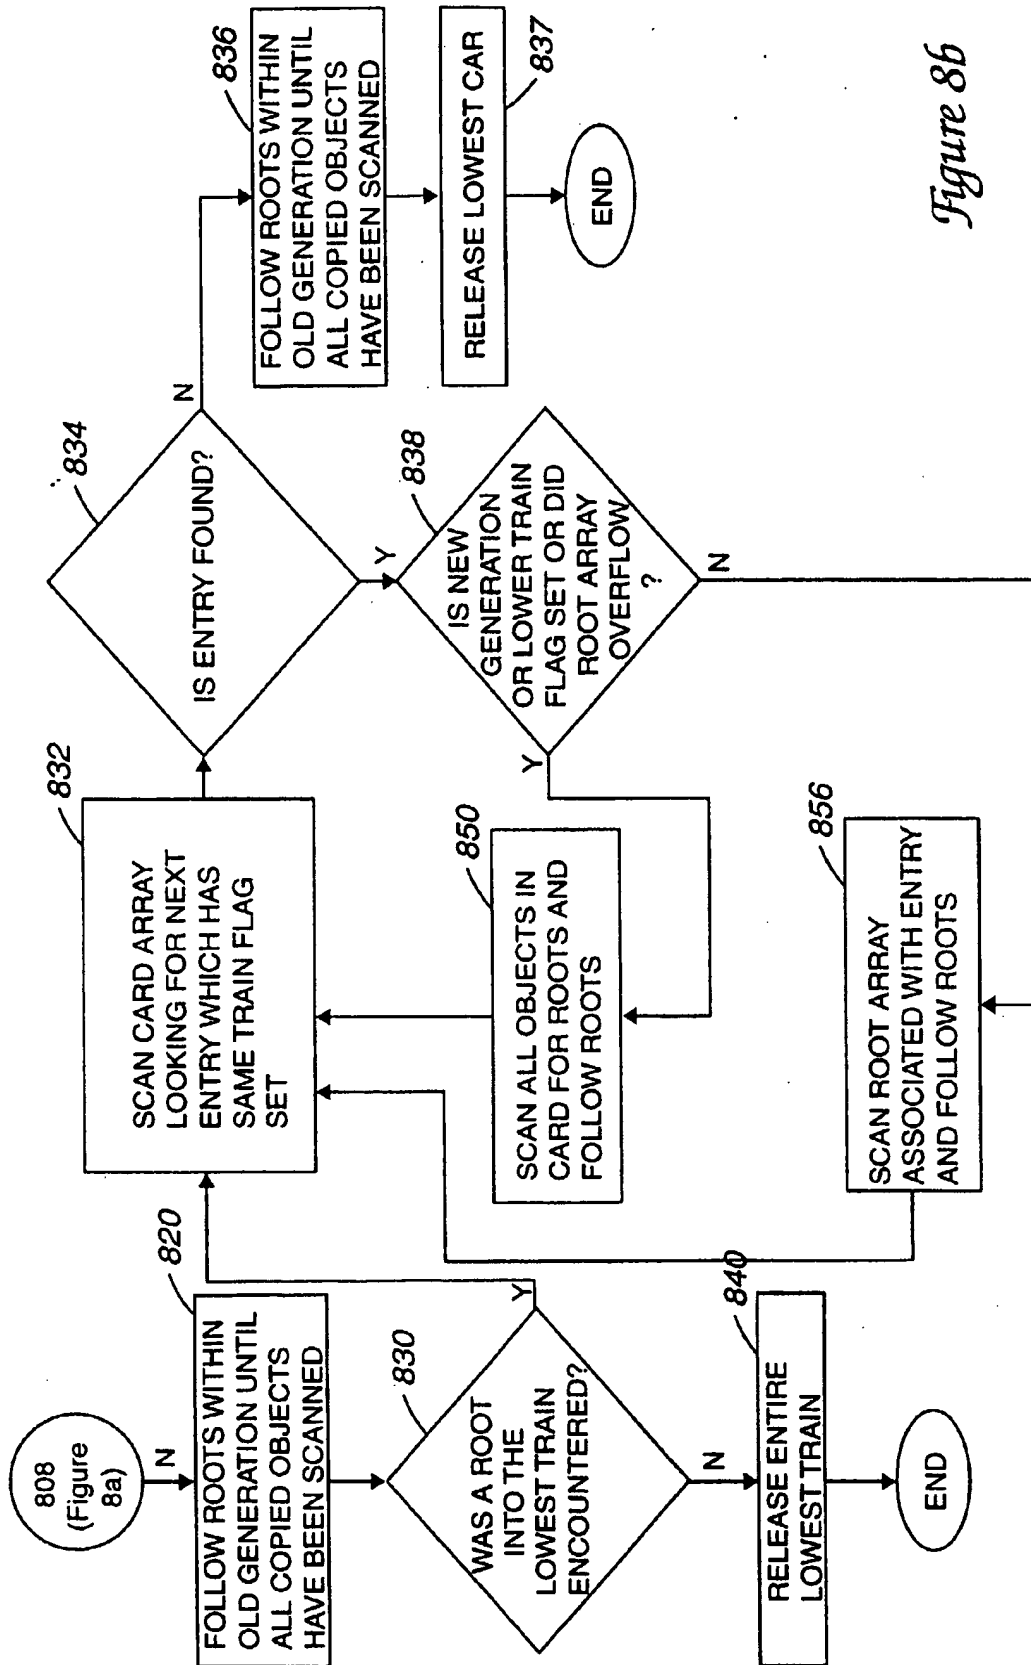 808
(Figure
8a)
N
820
FOLLOW ROOTS WITHIN
OLD GENERATION UNTIL
ALL COPIED OBJECTS
HAVE BEEN SCANNED
830
WAS A ROOT
INTO THE
LOWEST TRAIN
ENCOUNTERED?
Y
N
840
RELEASE ENTIRE
LOWEST TRAIN
END
832
SCAN CARD ARRAY
LOOKING FOR NEXT
ENTRY WHICH HAS
SAME TRAIN FLAG
SET
850
SCAN ALL OBJECTS IN
CARD FOR ROOTS AND
FOLLOW ROOTS
856
SCAN ROOT ARRAY
ASSOCIATED WITH ENTRY
AND FOLLOW ROOTS
834
IS ENTRY FOUND?
N
Y
838
IS NEW
GENERATION
OR LOWER TRAIN
FLAG SET OR DID
ROOT ARRAY
OVERFLOW
?
Y
N
836
FOLLOW ROOTS WITHIN
OLD GENERATION UNTIL
ALL COPIED OBJECTS
HAVE BEEN SCANNED
837
RELEASE LOWEST CAR
END
Figure 8b